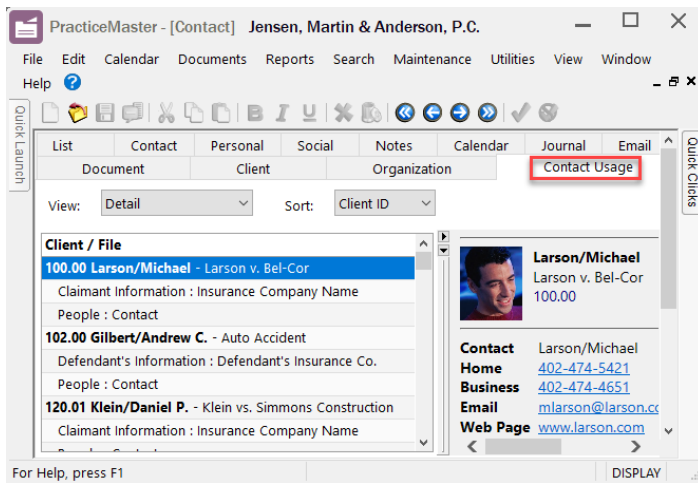 PracticeMaster - [Contact] Jensen, Martin & Anderson, P.C.
File Edit Calendar Documents Reports Search Maintenance Utilities View Window
Help
B I U
Quick Launch
List Contact Personal Social Notes Calendar Journal Email
Document Client Organization Contact Usage
Quick Clicks
View: Detail Sort: Client ID
Client / File
100.00 Larson/Michael - Larson v. Bel-Cor
Claimant Information : Insurance Company Name
People : Contact
102.00 Gilbert/Andrew C. - Auto Accident
Defendant's Information : Defendant's Insurance Co.
People : Contact
120.01 Klein/Daniel P. - Klein vs. Simmons Construction
Claimant Information : Insurance Company Name
Larson/Michael
Larson v. Bel-Cor
100.00
Contact Larson/Michael
Home 402-474-5421
Business 402-474-4651
Email mlarson@larson.cc
Web Page www.larson.com
For Help, press F1 DISPLAY